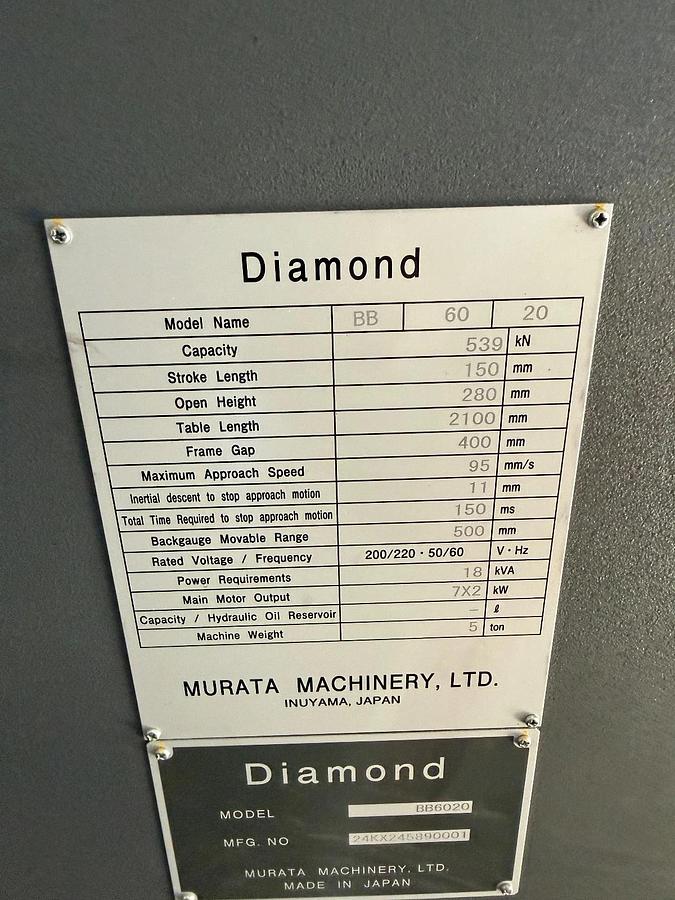 Diamond
Model Name BB 60 20
Capacity 539 kN
Stroke Length 150 mm
Open Height 280 mm
Table Length 2100 mm
Frame Gap 400 mm
Maximum Approach Speed 95 mm/s
Inertial descent to stop approach motion 11 mm
Total Time Required to stop approach motion 150 ms
Backgauge Movable Range 500 mm
Rated Voltage / Frequency 200/220・50/60 V・Hz
Power Requirements 18 kVA
Main Motor Output 7X2 kW
Capacity / Hydraulic Oil Reservoir – ℓ
Machine Weight 5 ton
MURATA MACHINERY, LTD.
INUYAMA, JAPAN
Diamond
MODEL BB6020
MFG. NO 24KX245890001
MURATA MACHINERY, LTD.
MADE IN JAPAN